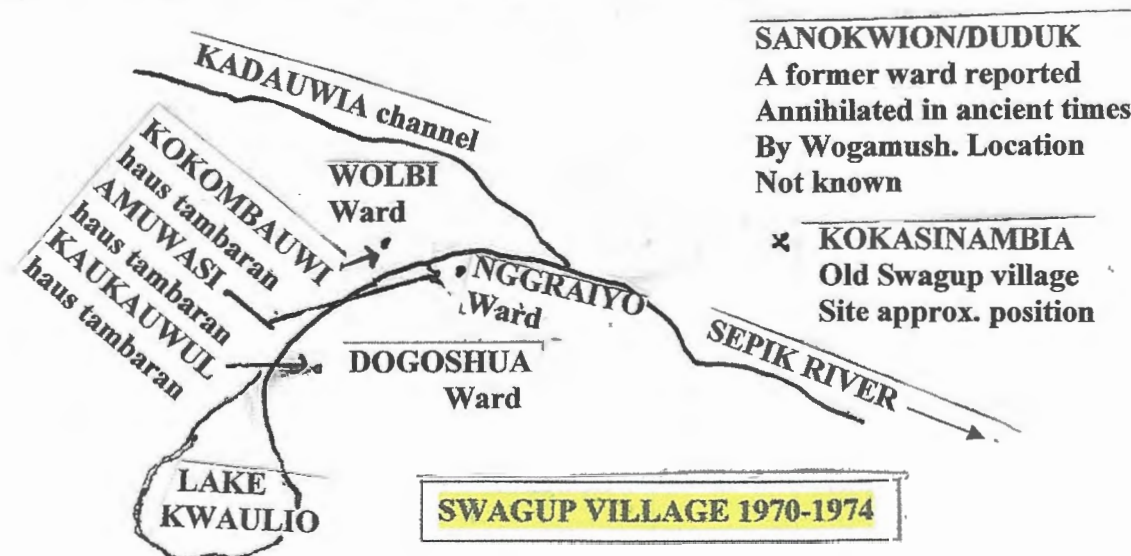 KADAUWIA channel
KOKOMBAUWI
haus tambaran
AMUWASI
haus tambaran
KAUKAUWUL
haus tambaran
WOLBI
Ward
NGGRAIYO
Ward
DOGOSHUA
Ward
LAKE
KWAULIO
SEPIK RIVER
SANOKWION/DUDUK
A former ward reported
Annihilated in ancient times
By Wogamush. Location
Not known
x KOKASINAMBIA
Old Swagup village
Site approx. position
SWAGUP VILLAGE 1970-1974